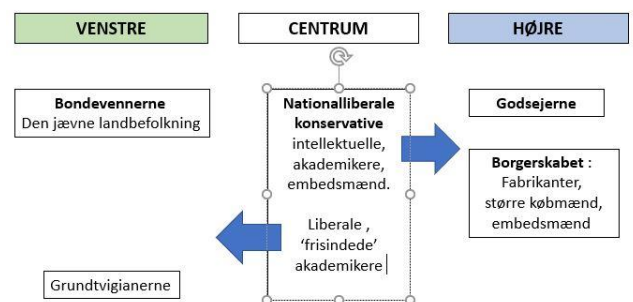 VENSTRE
CENTRUM
HØJRE
Bondevennerne
Den jævne landbefolkning
Nationalliberale
konservative
intellektuelle,
akademikere,
embedsmænd.
Liberale ,
‘frisindede’
akademikere
Godsejerne
Borgerskabet :
Fabrikanter,
større købmænd,
embedsmænd
Grundtvigianerne